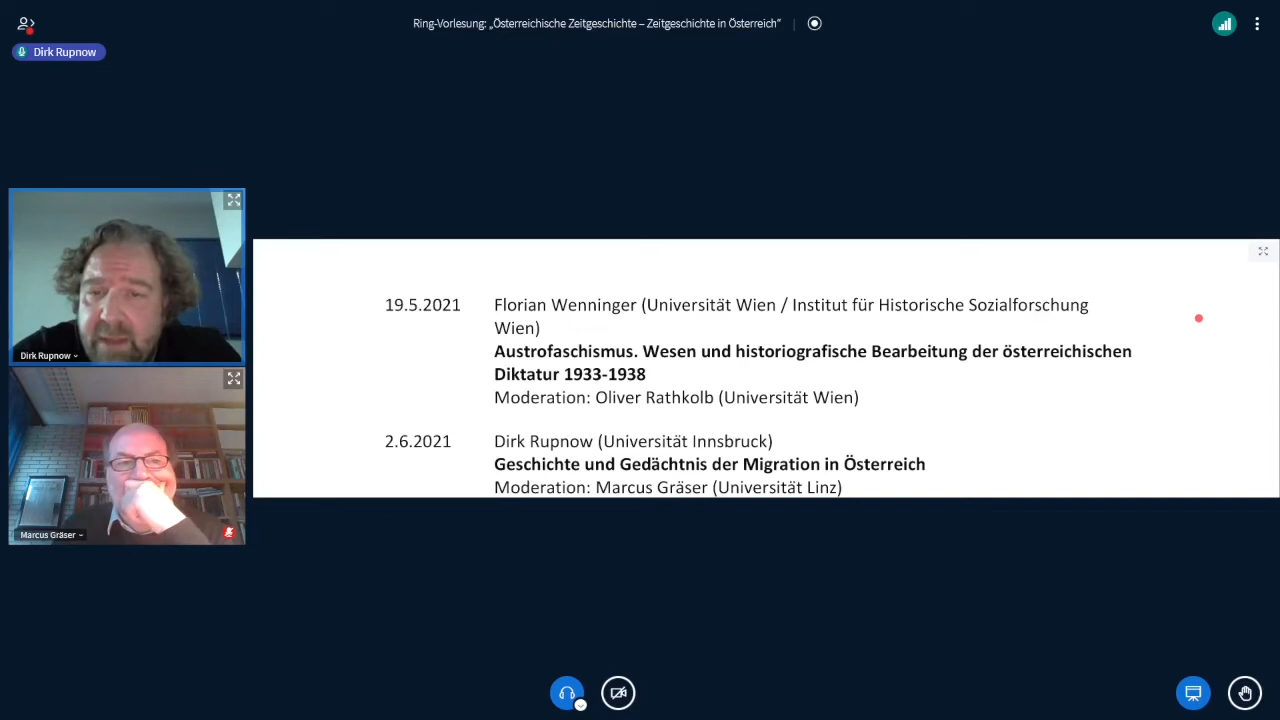 Ring-Vorlesung: „Österreichische Zeitgeschichte – Zeitgeschichte in Österreich”
Dirk Rupnow
Dirk Rupnow
Marcus Gräser
19.5.2021 Florian Wenninger (Universität Wien / Institut für Historische Sozialforschung
Wien)
Austrofaschismus. Wesen und historiografische Bearbeitung der österreichischen
Diktatur 1933-1938
Moderation: Oliver Rathkolb (Universität Wien)
2.6.2021 Dirk Rupnow (Universität Innsbruck)
Geschichte und Gedächtnis der Migration in Österreich
Moderation: Marcus Gräser (Universität Linz)